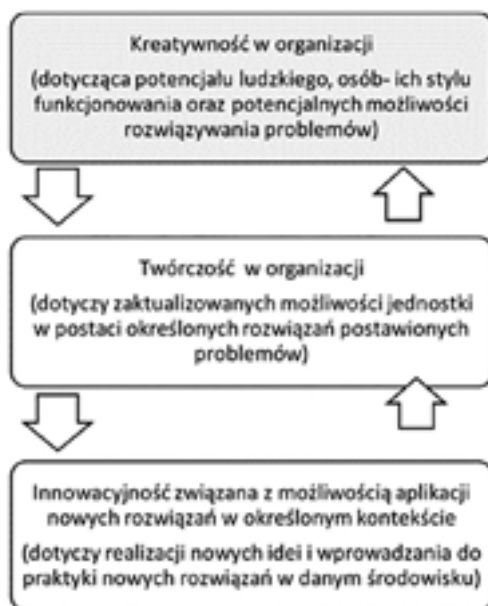 Kreatywność w organizacji
(dotycząca potencjału ludzkiego, osób- ich stylu
funkcjonowania oraz potencjalnych możliwości
rozwiązywania problemów)
Twórczość w organizacji
(dotyczy zaktualizowanych możliwości jednostki
w postaci określonych rozwiązań postawionych
problemów)
Innowacyjność związana z możliwością aplikacji
nowych rozwiązań w określonym kontekście
(dotyczy realizacji nowych idei i wprowadzania do
praktyki nowych rozwiązań w danym środowisku)